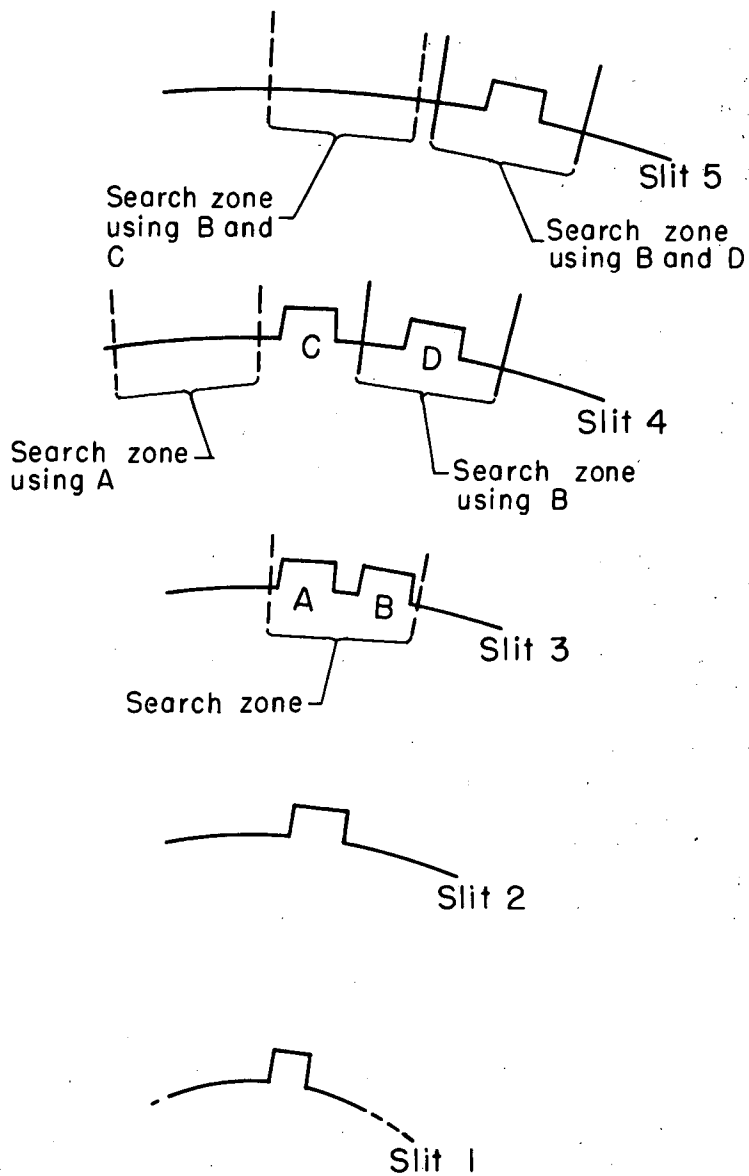 Slit 5
Search zone
using B and
C
Search zone
using B and D
C
D
Slit 4
Search zone
using A
Search zone
using B
A
B
Slit 3
Search zone
Slit 2
Slit 1